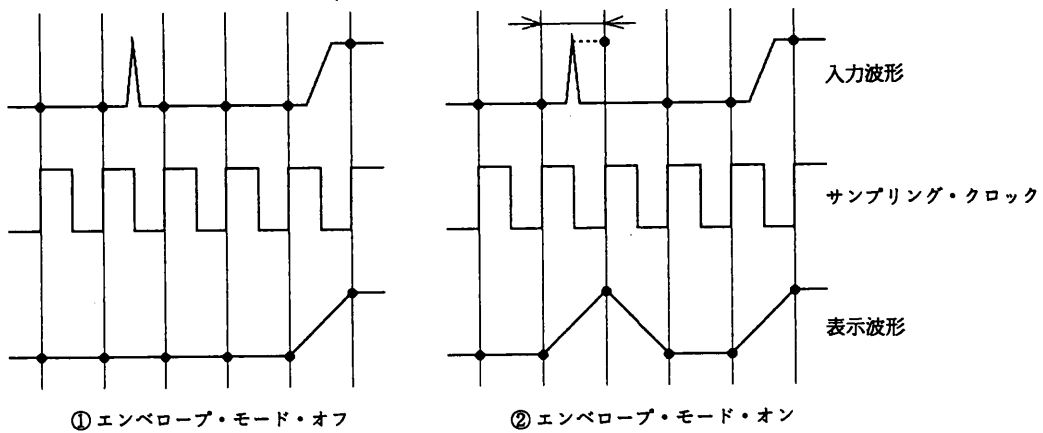 入力波形
サンプリング・クロック
表示波形
①エンベロープ・モード・オフ
②エンベロープ・モード・オン